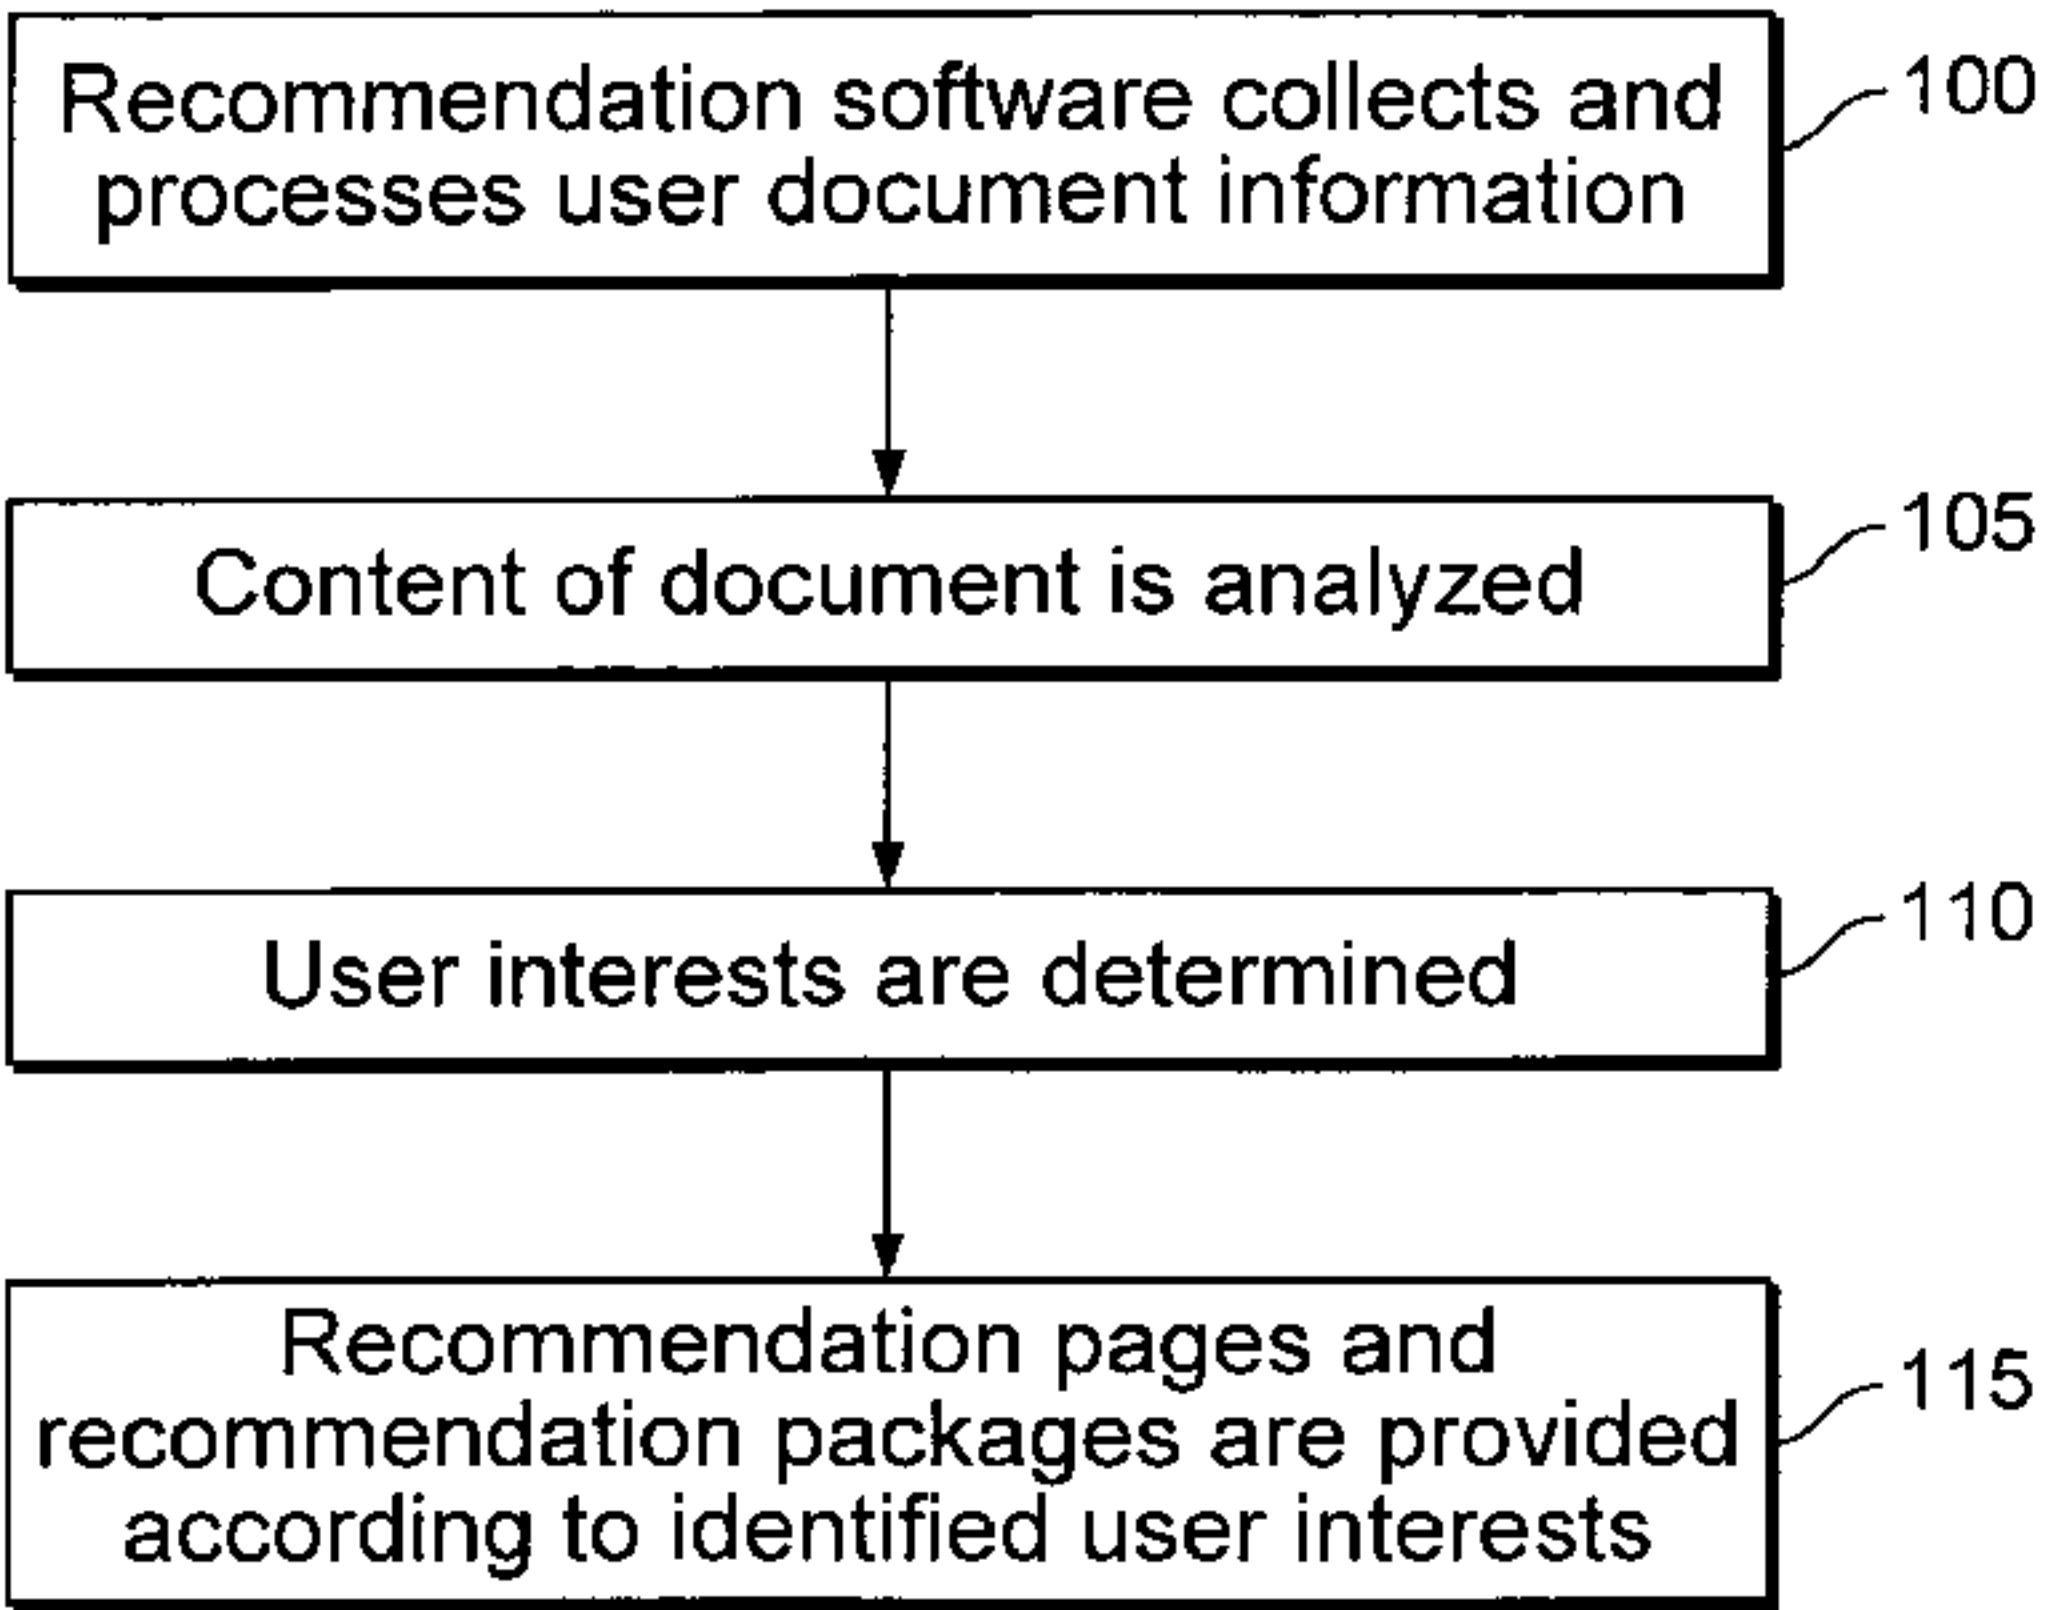 Recommendation software collects and
processes user document information
100
Content of document is analyzed
105
User interests are determined
110
Recommendation pages and
recommendation packages are provided
according to identified user interests
115